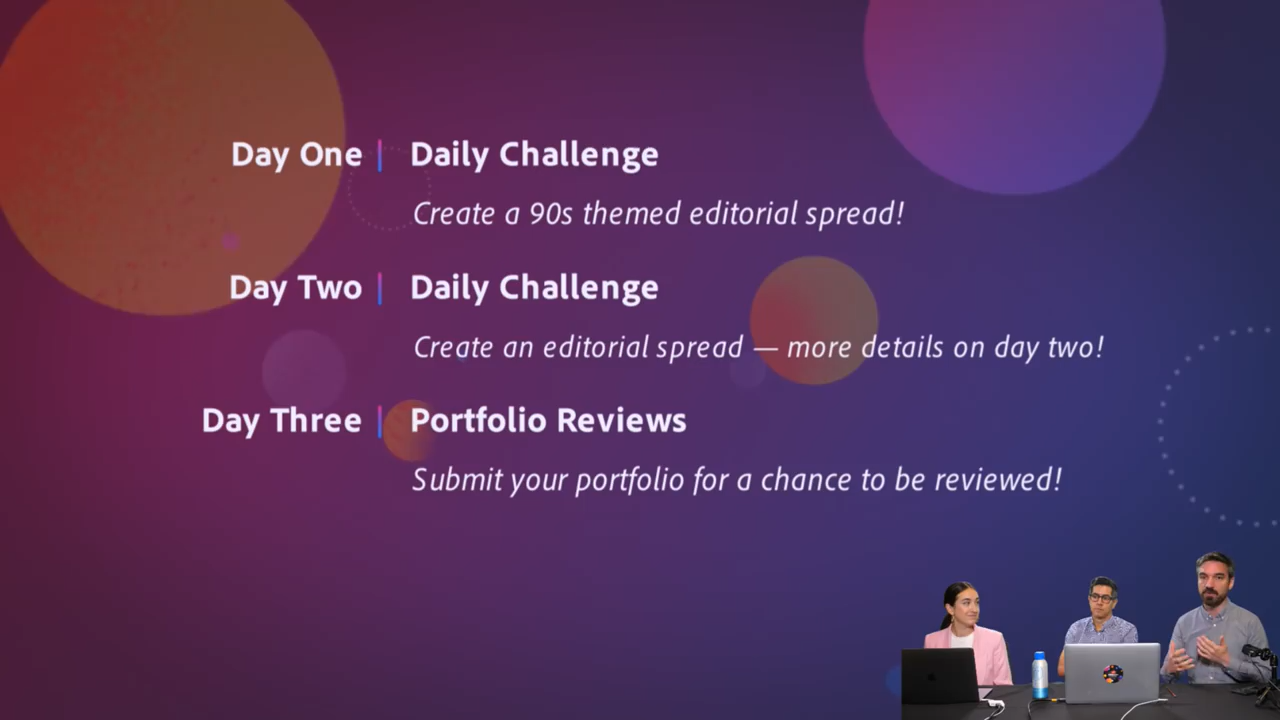 Day One | Daily Challenge
Create a 90s themed editorial spread!
Day Two | Daily Challenge
Create an editorial spread — more details on day two!
Day Three | Portfolio Reviews
Submit your portfolio for a chance to be reviewed!